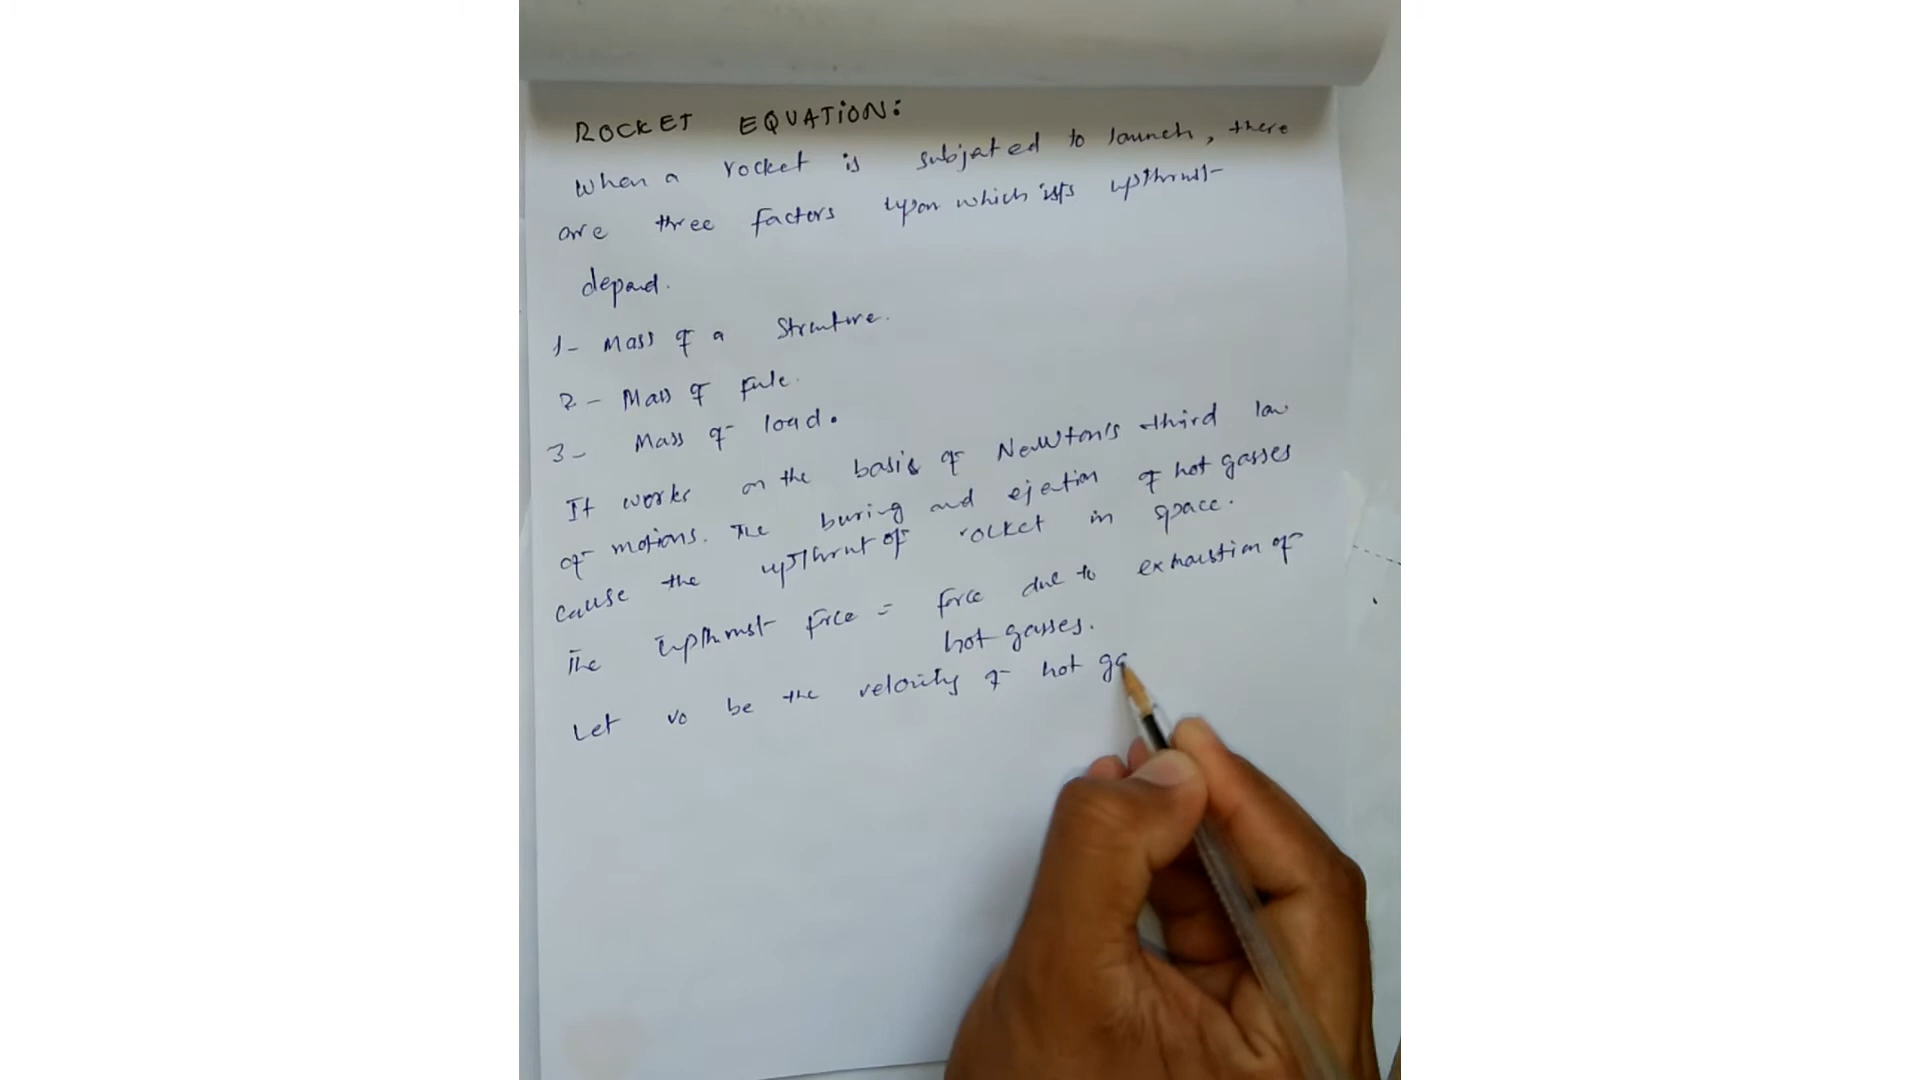 ROCKET EQUATION:
When a rocket is subjated to launch, there
are three factors upon which its upthrust
depand.
1- Mass of a Structure.
2- Mass of Fule.
3- Mass of load.
It works on the basis of Newton's third law
of motions. The buring and ejection of hot gasses
cause the upthrut of rocket in space.
The upthrust force = force due to exhaustion of
hot gasses.
Let vo be the velocity of hot ga